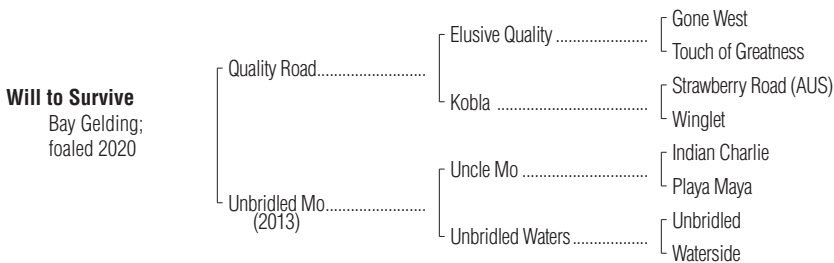 Will to Survive
Bay Gelding;
foaled 2020
Quality Road
Unbridled Mo
(2013)
Elusive Quality
Kobla
Uncle Mo
Unbridled Waters
Gone West
Touch of Greatness
Strawberry Road (AUS)
Winglet
Indian Charlie
Playa Maya
Unbridled
Waterside